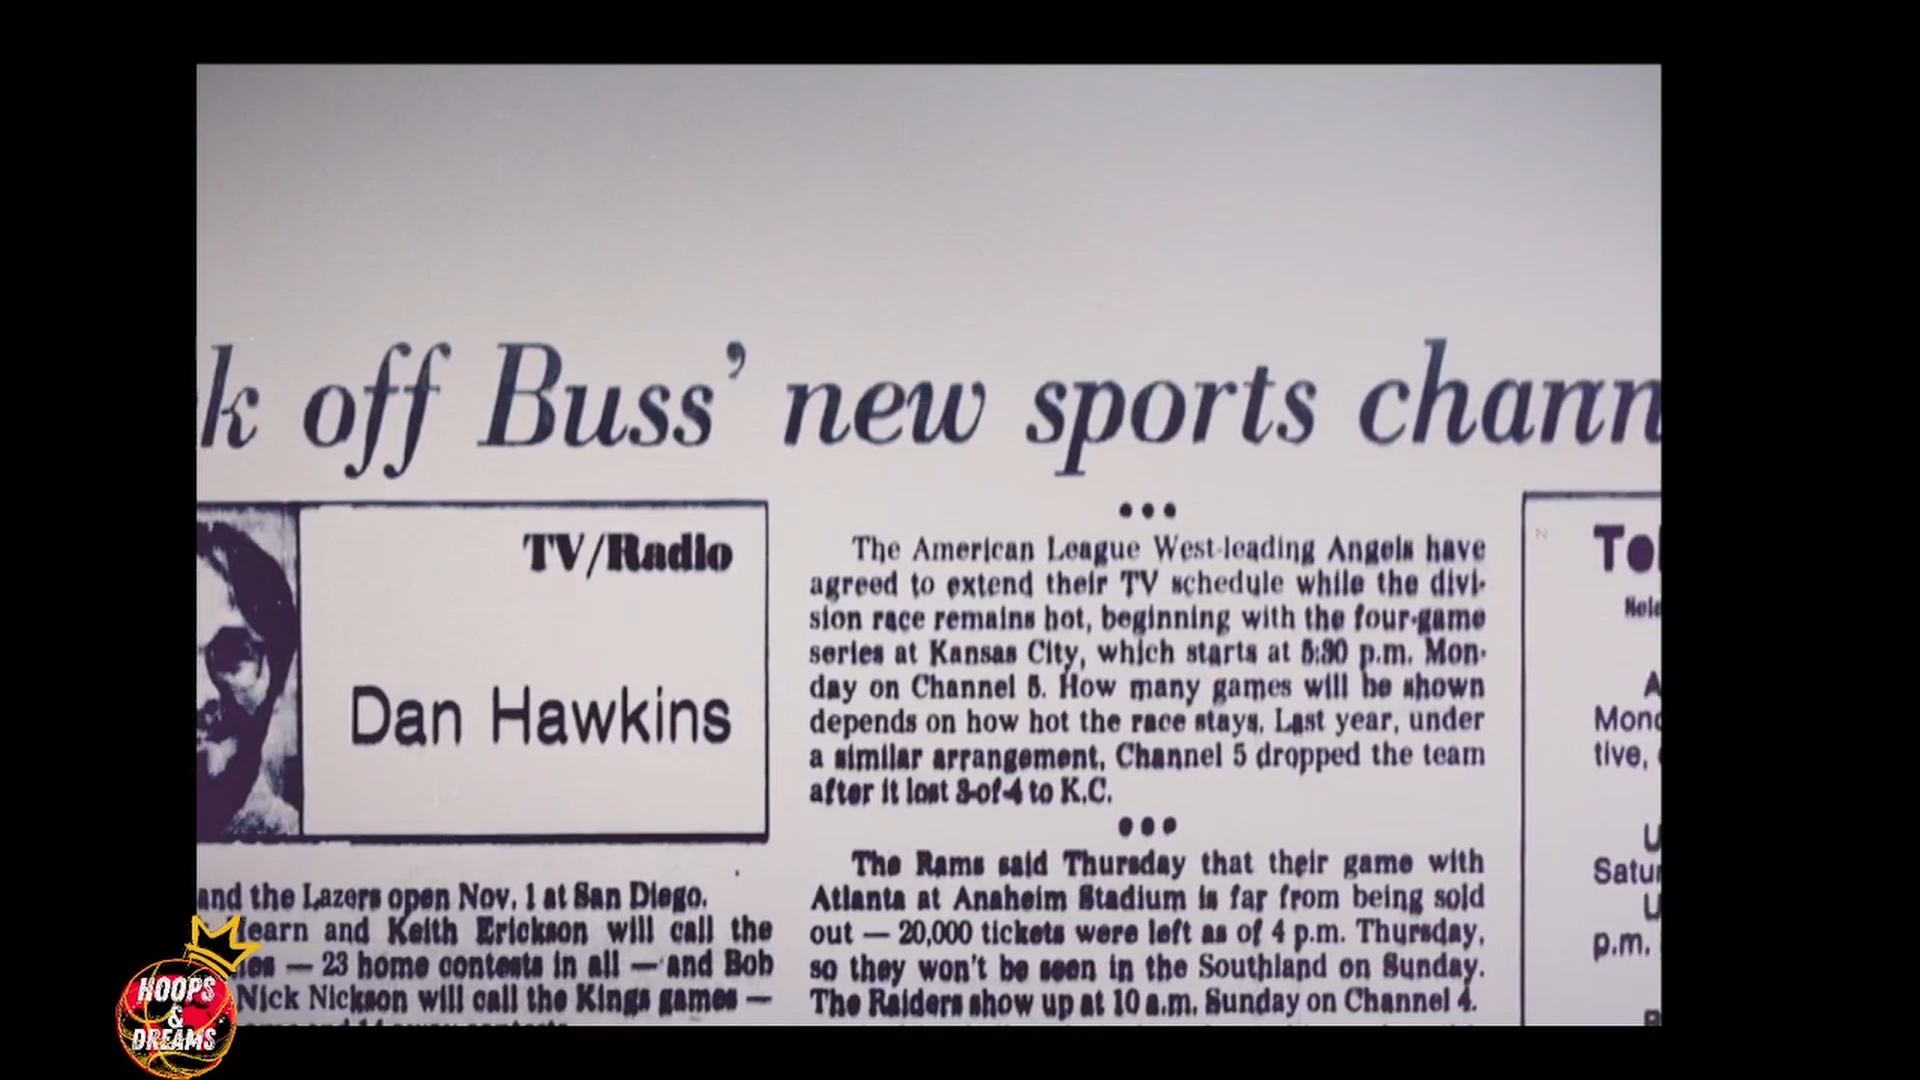 k off Buss' new sports chann
TV/Radio
Dan Hawkins
and the Lazers open Nov. 1 at San Diego.
earn and Keith Erickson will call the
— 23 home contests in all — and Bob
Nick Nickson will call the Kings games —
•••
The American League West-leading Angels have
agreed to extend their TV schedule while the divi-
sion race remains hot, beginning with the four-game
series at Kansas City, which starts at 5:30 p.m. Mon-
day on Channel 5. How many games will be shown
depends on how hot the race stays. Last year, under
a similar arrangement, Channel 5 dropped the team
after it lost 3-of-4 to K.C.
•••
The Rams said Thursday that their game with
Atlanta at Anaheim Stadium is far from being sold
out — 20,000 tickets were left as of 4 p.m. Thursday,
so they won't be seen in the Southland on Sunday.
The Raiders show up at 10 a.m. Sunday on Channel 4.
Mond
tive,
Satur
p.m.
HOOPS
&
DREAMS